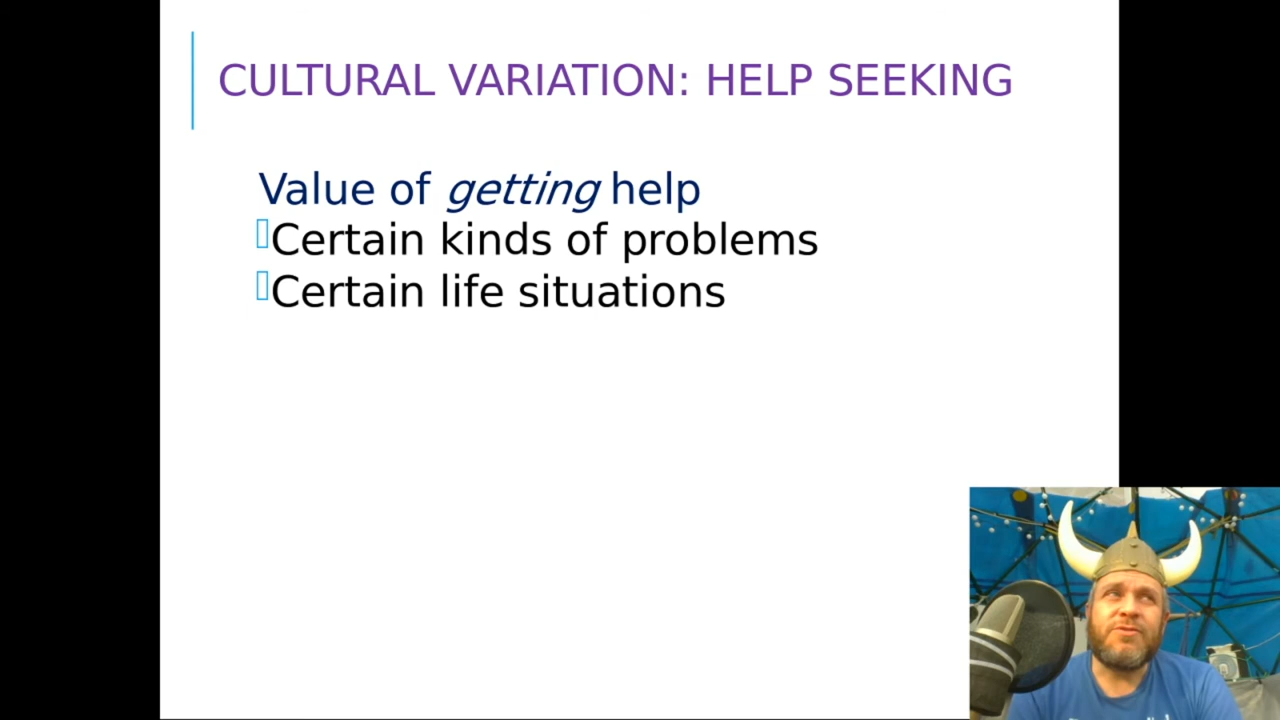 CULTURAL VARIATION: HELP SEEKING
Value of getting help
Certain kinds of problems
Certain life situations